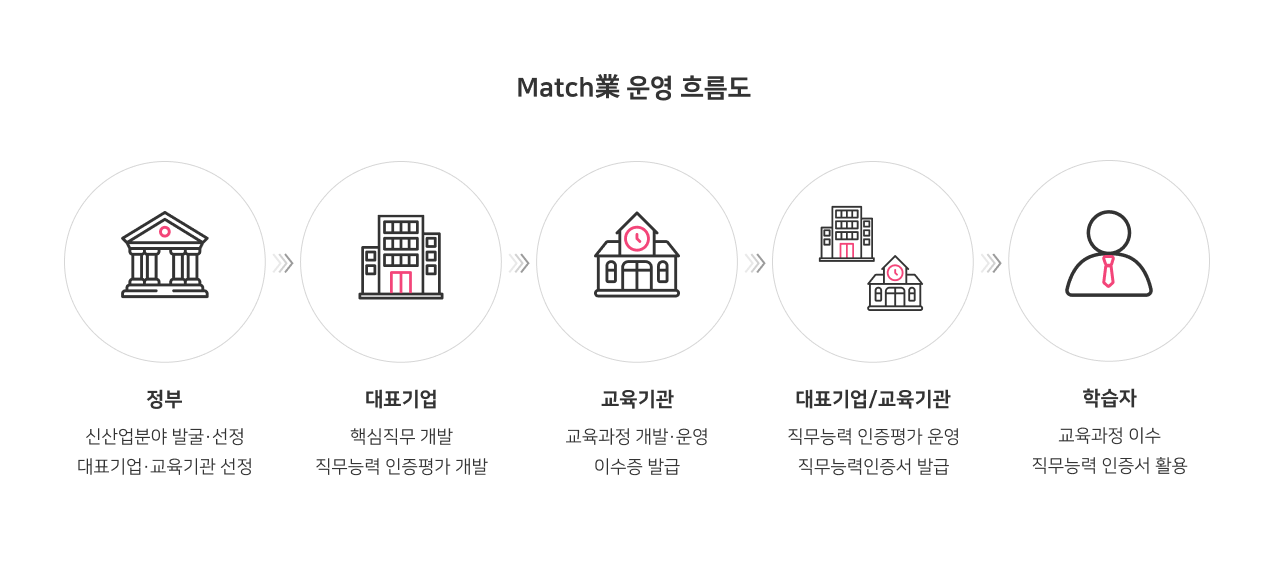 Match業 운영 흐름도
정부
신산업분야 발굴·선정
대표기업·교육기관 선정
대표기업
핵심직무 개발
직무능력 인증평가 개발
교육기관
교육과정 개발·운영
이수증 발급
대표기업/교육기관
직무능력 인증평가 운영
직무능력인증서 발급
학습자
교육과정 이수
직무능력 인증서 활용